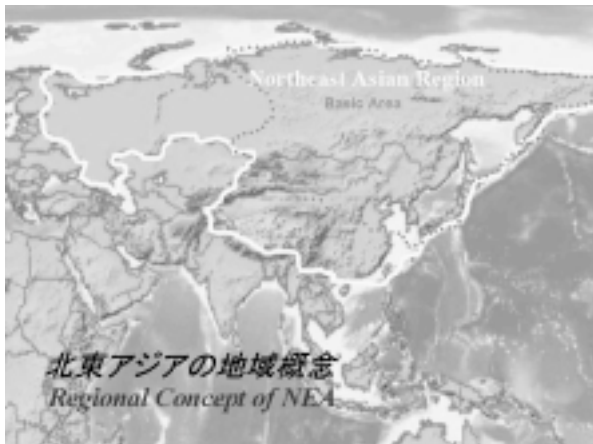 Northeast Asian Region
Basic Area
北東アジアの地域概念
Regional Concept of NEA